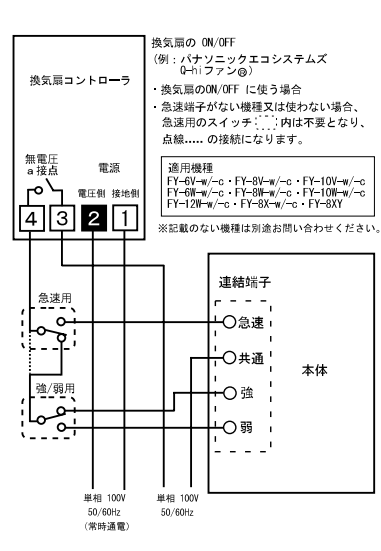 換気扇の ON/OFF
(例：パナソニックエコシステムズ
Q-hiファン@)
・換気扇のON/OFF に使う場合
・急速端子がない機種又は使わない場合、
急速用のスイッチ 内は不要となり、
点線..... の接続になります。
適用機種
FY-6V-w/-c・FY-8V-w/-c・FY-10V-w/-c
FY-6W-w/-c・FY-8W-w/-c・FY-10W-w/-c
FY-12W-w/-c・FY-8X-w/-c・FY-8XY
※記載のない機種は別途お問い合わせください。
換気扇コントローラ
無電圧
a 接点
電源
電圧側 接地側
4 3 2 1
急速用
強/弱用
連結端子
急速
共通
強
弱
本体
単相 100V
50/60Hz
(常時通電)
単相 100V
50/60Hz